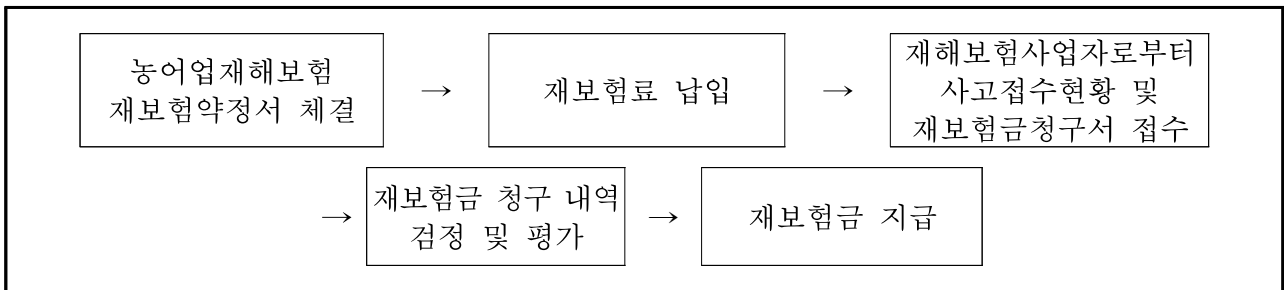 농어업재해보험
재보험약정서 체결
→
재보험료 납입
→
재해보험사업자로부터
사고접수현황 및
재보험금청구서 접수
→
재보험금 청구 내역
검정 및 평가
→
재보험금 지급